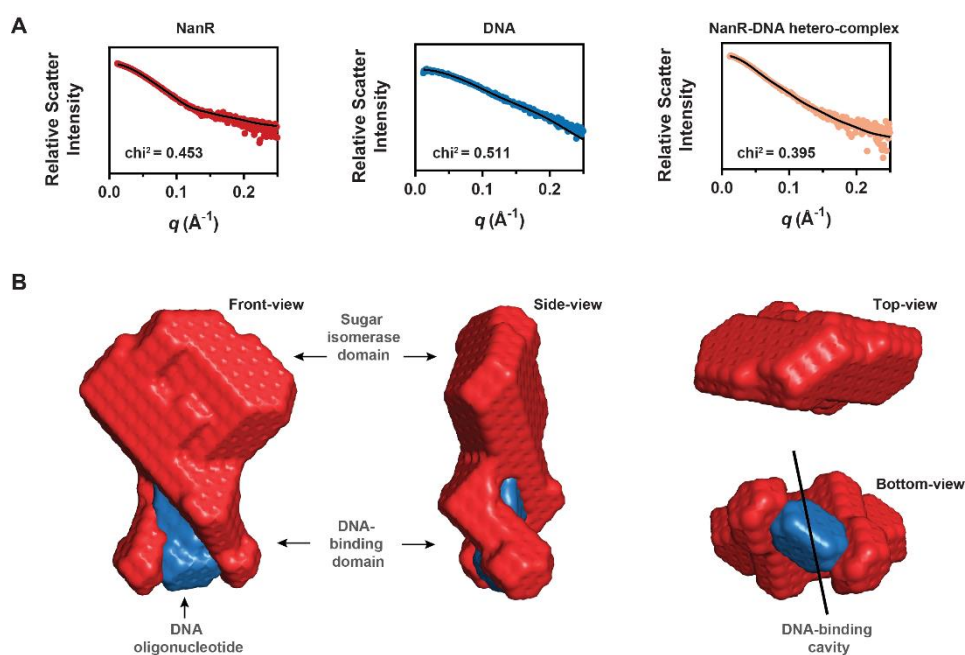 A
NanR
DNA
NanR-DNA hetero-complex
Relative Scatter
Intensity
chi² = 0.453
0.0
0.1
0.2
q (Å⁻¹)
Relative Scatter
Intensity
chi² = 0.511
0.0
0.1
0.2
q (Å⁻¹)
Relative Scatter
Intensity
chi² = 0.395
0.0
0.1
0.2
q (Å⁻¹)
B
Front-view
Sugar
isomerase
domain
Side-view
Top-view
Bottom-view
DNA-
binding
domain
DNA
oligonucleotide
DNA-binding
cavity